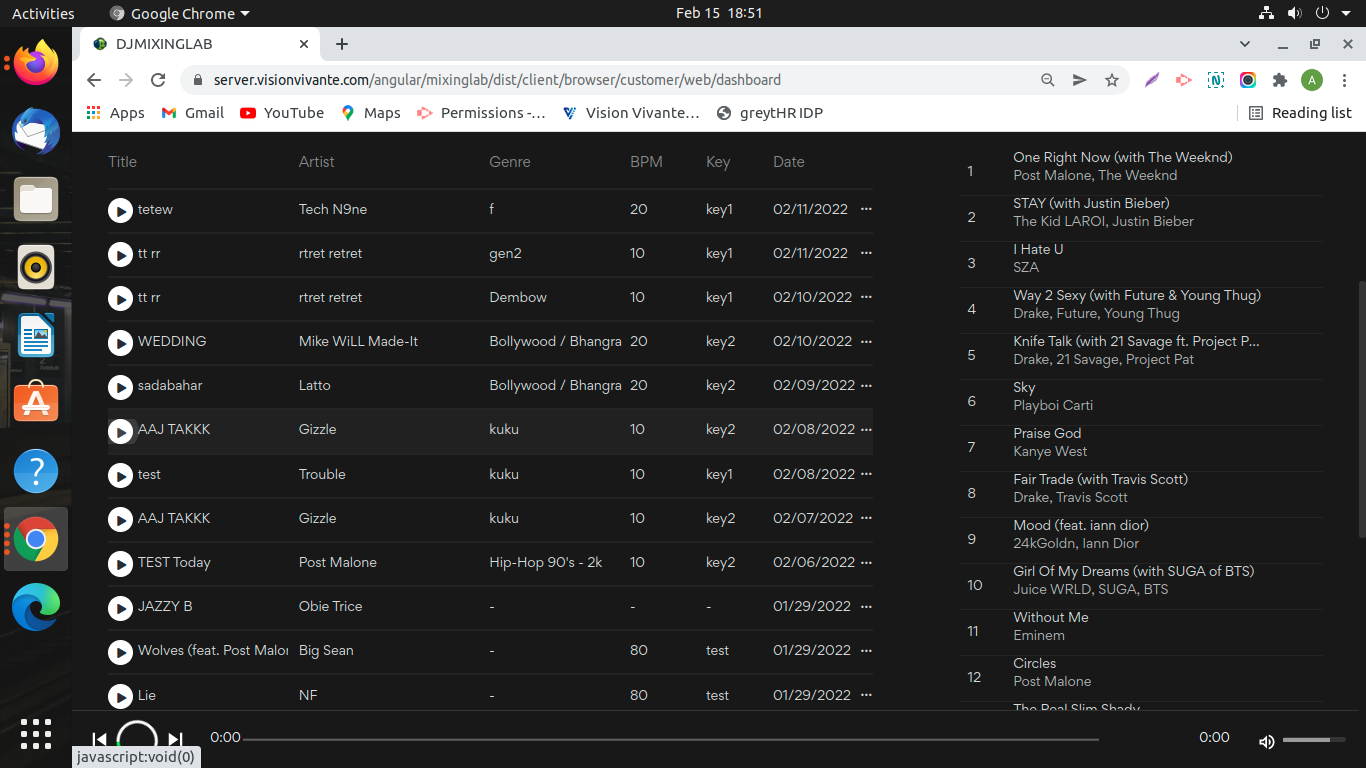 Activities Google Chrome Feb 15 18:51
DJMIXINGLAB
server.visionvivante.com/angular/mixinglab/dist/client/browser/customer/web/dashboard A
Apps Gmail YouTube Maps Permissions -... Vision Vivante... greytHR IDP Reading list
Title Artist Genre BPM Key Date
tetew Tech N9ne f 20 key1 02/11/2022 ...
tt rr rtret retret gen2 10 key1 02/11/2022 ...
tt rr rtret retret Dembow 10 key1 02/10/2022 ...
WEDDING Mike WiLL Made-It Bollywood / Bhangra 20 key2 02/10/2022 ...
sadabahar Latto Bollywood / Bhangra 20 key2 02/09/2022 ...
AAJ TAKKK Gizzle kuku 10 key2 02/08/2022 ...
test Trouble kuku 10 key1 02/08/2022 ...
AAJ TAKKK Gizzle kuku 10 key2 02/07/2022 ...
TEST Today Post Malone Hip-Hop 90's - 2k 10 key2 02/06/2022 ...
JAZZY B Obie Trice - - - 01/29/2022 ...
Wolves (feat. Post Malor Big Sean - 80 test 01/29/2022 ...
Lie NF - 80 test 01/29/2022 ...
1 One Right Now (with The Weeknd)
Post Malone, The Weeknd
2 STAY (with Justin Bieber)
The Kid LAROI, Justin Bieber
3 I Hate U
SZA
4 Way 2 Sexy (with Future & Young Thug)
Drake, Future, Young Thug
5 Knife Talk (with 21 Savage ft. Project P...
Drake, 21 Savage, Project Pat
6 Sky
Playboi Carti
7 Praise God
Kanye West
8 Fair Trade (with Travis Scott)
Drake, Travis Scott
9 Mood (feat. iann dior)
24kGoldn, Iann Dior
10 Girl Of My Dreams (with SUGA of BTS)
Juice WRLD, SUGA, BTS
11 Without Me
Eminem
12 Circles
Post Malone
The Real Slim Shady
0:00 0:00
javascript:void(0)